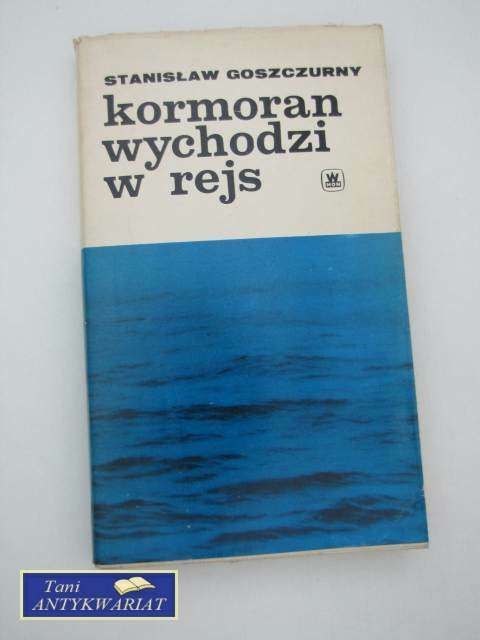 STANISŁAW GOSZCZURNY
kormoran
wychodzi
w rejs
W
MON
Tani
ANTYKWARIAT